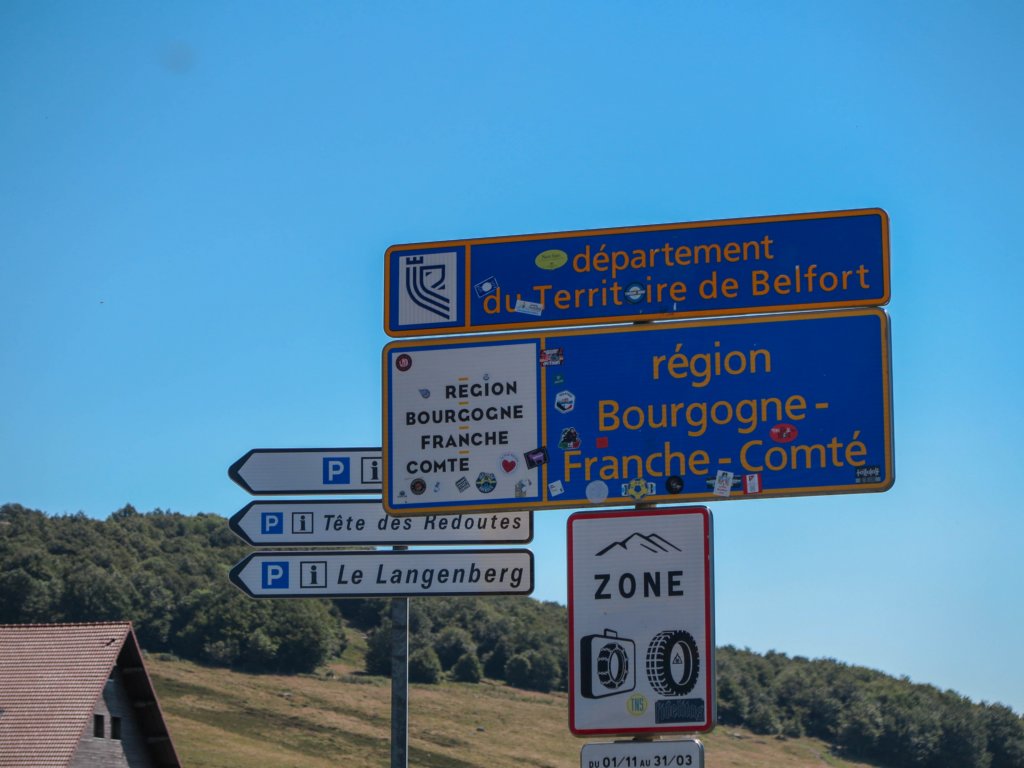 département
du Territoire de Belfort
REGION
BOURGOGNE
FRANCHE
COMTE
région
Bourgogne-
Franche-Comté
P i
P i Tête des Redoutes
P i Le Langenberg
ZONE
TNS
DU 01/11 AU 31/03